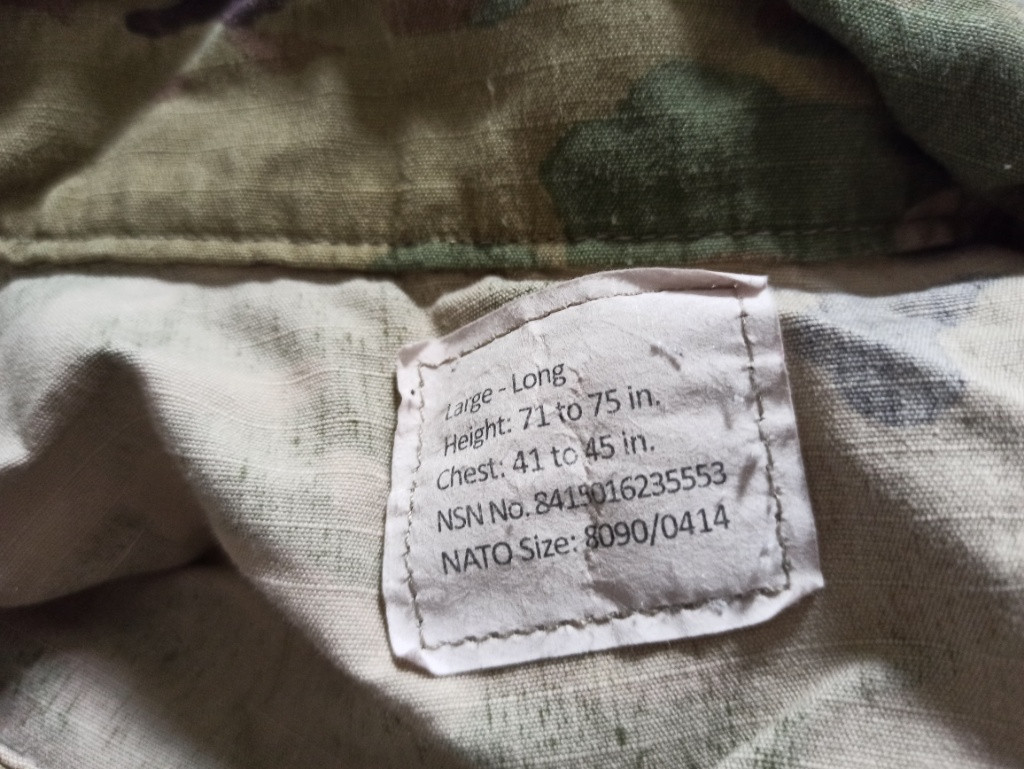 Large - Long
Height: 71 to 75 in.
Chest: 41 to 45 in.
NSN No. 8415016235553
NATO Size: 8090/0414